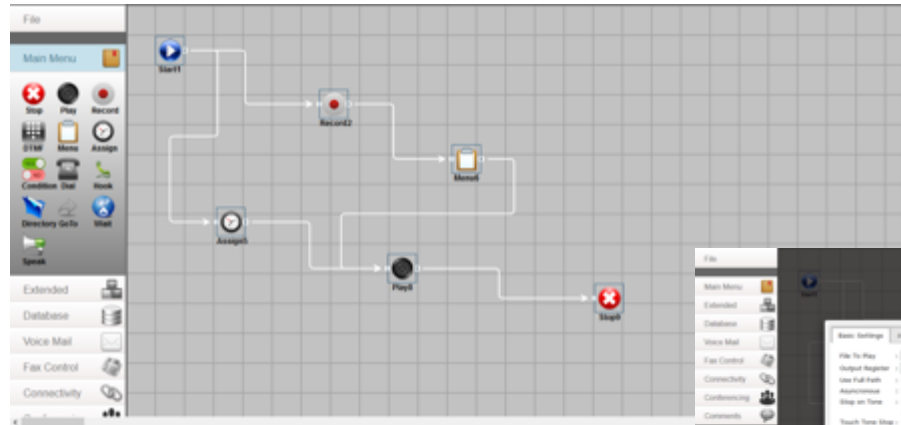 File
Main Menu
Stop Play Record
DTMF Menu Assign
Condition Dial Hook
Directory GoTo Wait
Speak
Extended
Database
Voice Mail
Fax Control
Connectivity
Start1
Record2
Menu6
Assign5
Play8
Stop9
File
Main Menu
Extended
Database
Voice Mail
Fax Control
Connectivity
Conferencing
Comments
Basic Settings
File To Play :
Output Register :
Use Full Path :
Asyncronous :
Stop on Tone :
Touch Tone Stop :